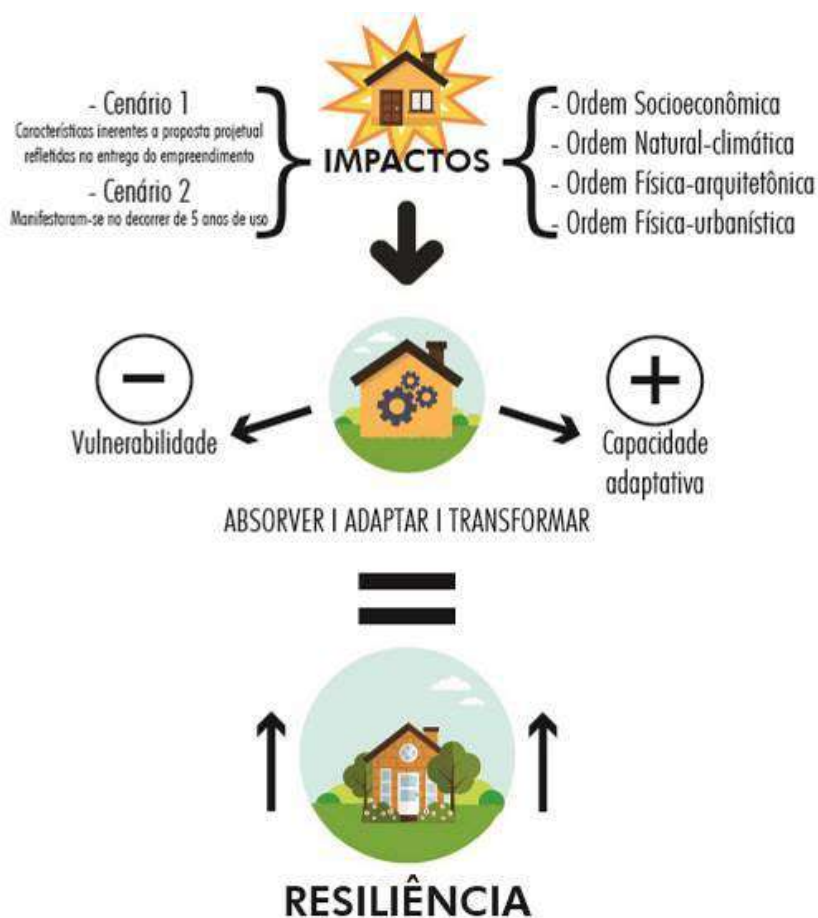 - Cenário 1
Características inerentes a proposta projetual
refletidas na entrega do empreendimento
- Cenário 2
Manifestaram-se no decorrer de 5 anos de uso
IMPACTOS
- Ordem Socioeconômica
- Ordem Natural-climática
- Ordem Física-arquitetônica
- Ordem Física-urbanística
Vulnerabilidade
Capacidade
adaptativa
ABSORVER I ADAPTAR I TRANSFORMAR
RESILIÊNCIA